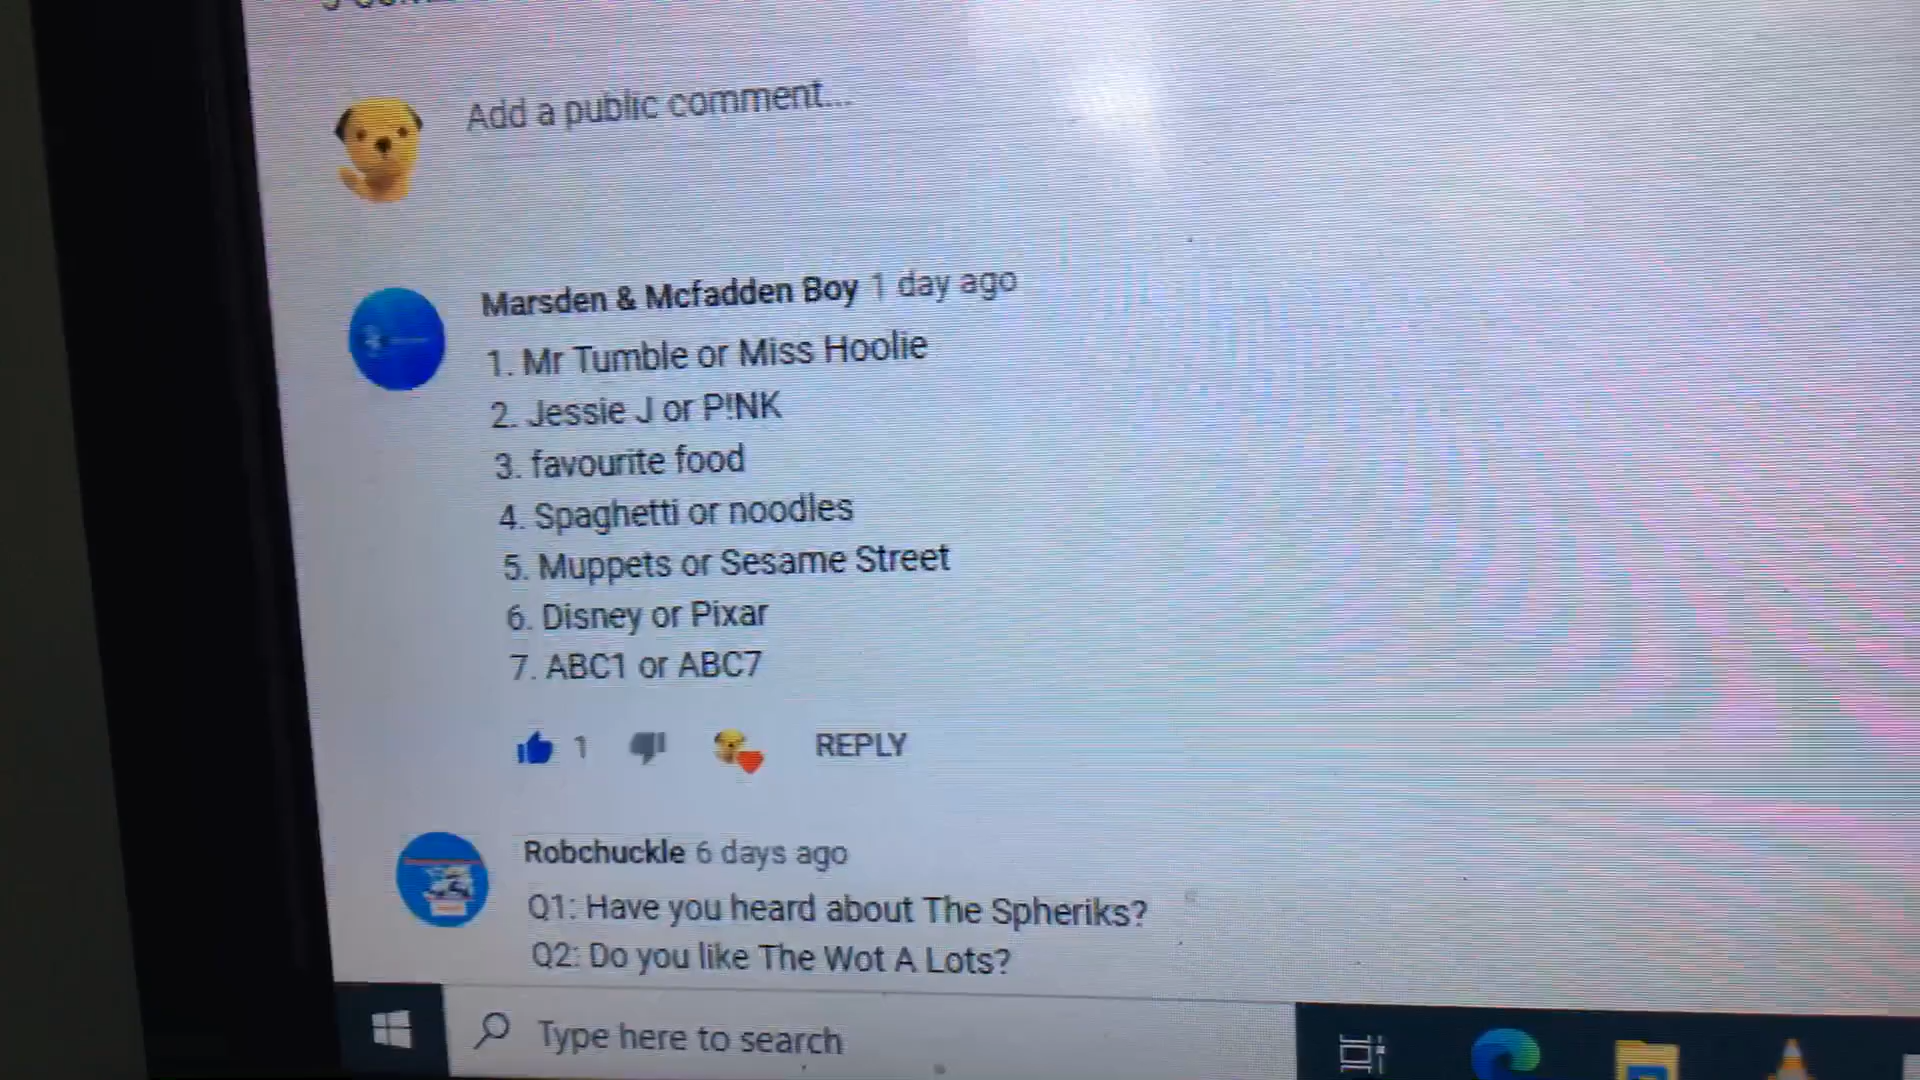 Add a public comment...
Marsden & Mcfadden Boy 1 day ago
1. Mr Tumble or Miss Hoolie
2. Jessie J or P!NK
3. favourite food
4. Spaghetti or noodles
5. Muppets or Sesame Street
6. Disney or Pixar
7. ABC1 or ABC7
1 REPLY
Robchuckle 6 days ago
Q1: Have you heard about The Spheriks?
Q2: Do you like The Wot A Lots?
Type here to search